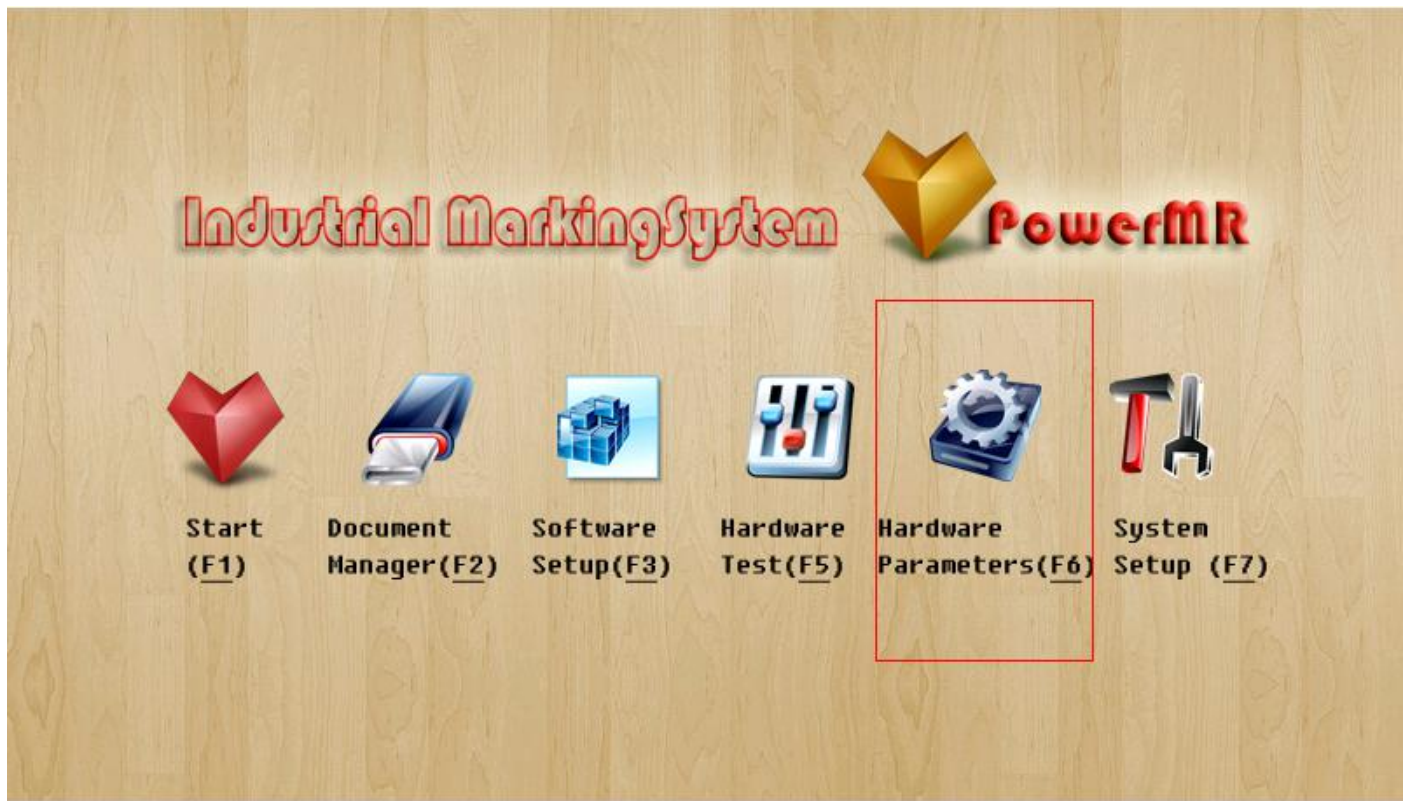 Industrial MarkingSystem PowerMR
Start Document Software Hardware Hardware System
(F1) Manager(F2) Setup(F3) Test(F5) Parameters(F6) Setup (F7)